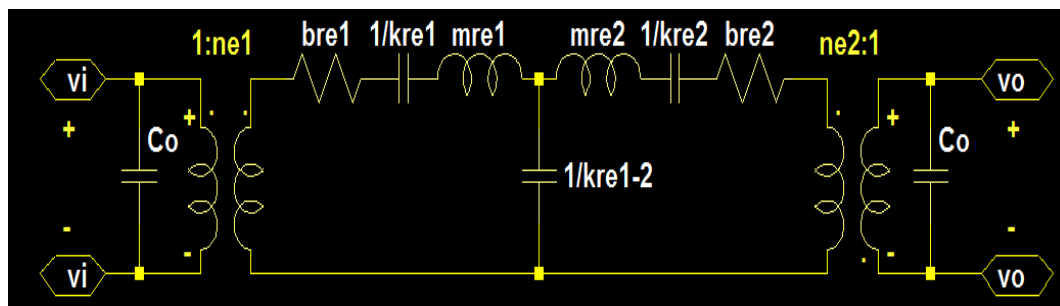 1:ne1 bre1 1/kre1 mre1 mre2 1/kre2 bre2 ne2:1
vi vo
+ + + +
Co Co
1/kre1-2
- - - -
vi vo